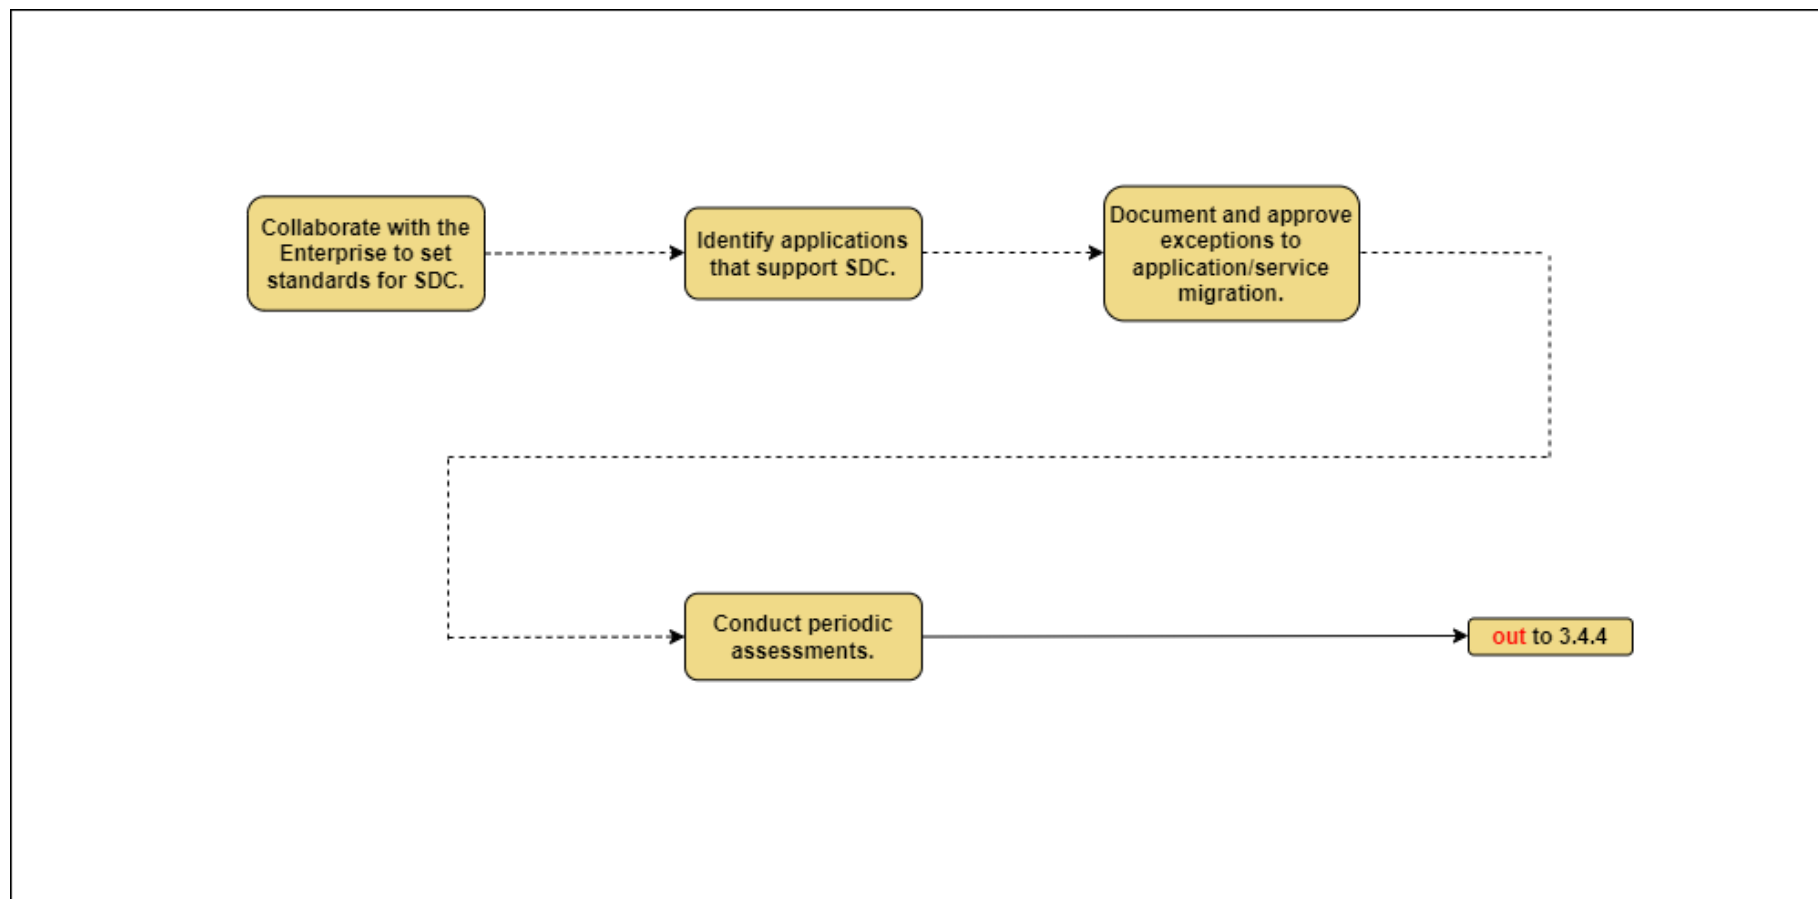 Collaborate with the
Enterprise to set
standards for SDC.
Identify applications
that support SDC.
Document and approve
exceptions to
application/service
migration.
Conduct periodic
assessments.
out to 3.4.4